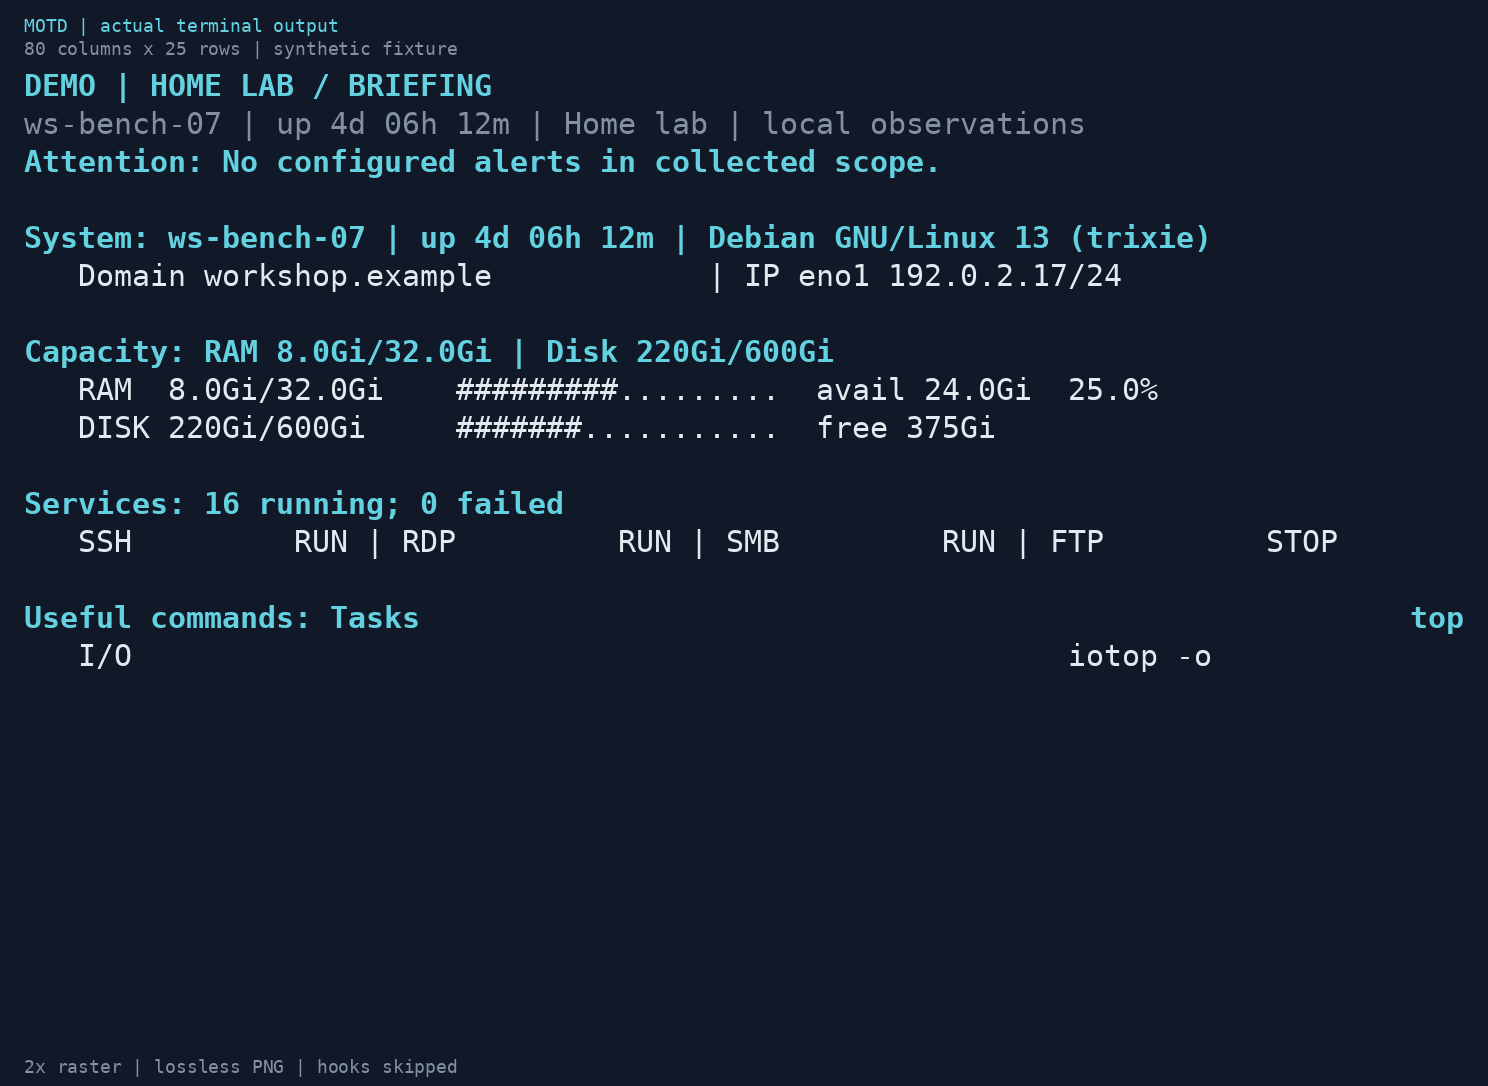 MOTD | actual terminal output
80 columns x 25 rows | synthetic fixture
DEMO | HOME LAB / BRIEFING
ws-bench-07 | up 4d 06h 12m | Home lab | local observations
Attention: No configured alerts in collected scope.
System: ws-bench-07 | up 4d 06h 12m | Debian GNU/Linux 13 (trixie)
   Domain workshop.example            | IP eno1 192.0.2.17/24
Capacity: RAM 8.0Gi/32.0Gi | Disk 220Gi/600Gi
   RAM  8.0Gi/32.0Gi    #########.........  avail 24.0Gi  25.0%
   DISK 220Gi/600Gi     #######...........  free 375Gi
Services: 16 running; 0 failed
   SSH         RUN | RDP         RUN | SMB         RUN | FTP         STOP
Useful commands: Tasks                                                       top
   I/O                                                    iotop -o
2x raster | lossless PNG | hooks skipped